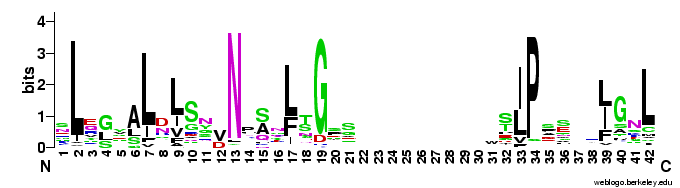 4
3
2
1
0
bits
L G A L D N L I V S N V D N P S A L F T G D S S T I L P L I F G A N L
N 1 2 3 4 5 6 7 8 9 10 11 12 13 14 15 16 17 18 19 20 21 22 23 24 25 26 27 28 29 30 31 32 33 34 35 36 37 38 39 40 41 42 C
weblogo.berkeley.edu